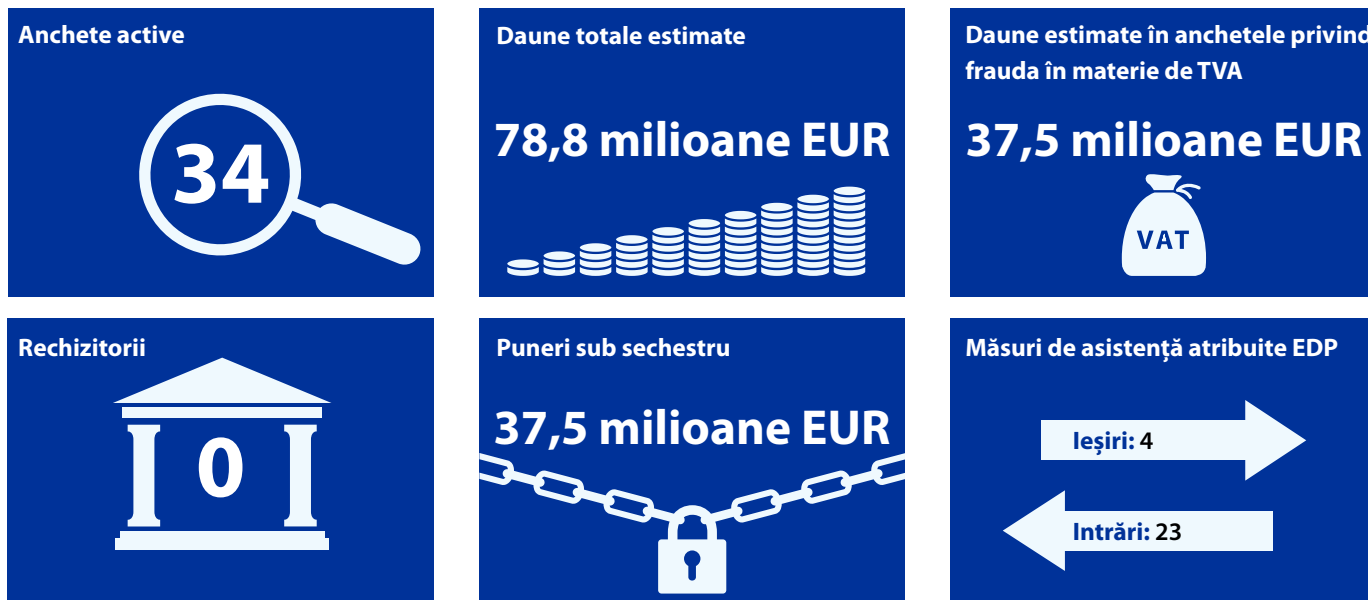 Anchete active
34
Daune totale estimate
78,8 milioane EUR
Daune estimate în anchetele privind
frauda în materie de TVA
37,5 milioane EUR
VAT
Rechizitorii
0
Puneri sub sechestru
37,5 milioane EUR
Măsuri de asistență atribuite EDP
Ieșiri: 4
Intrări: 23